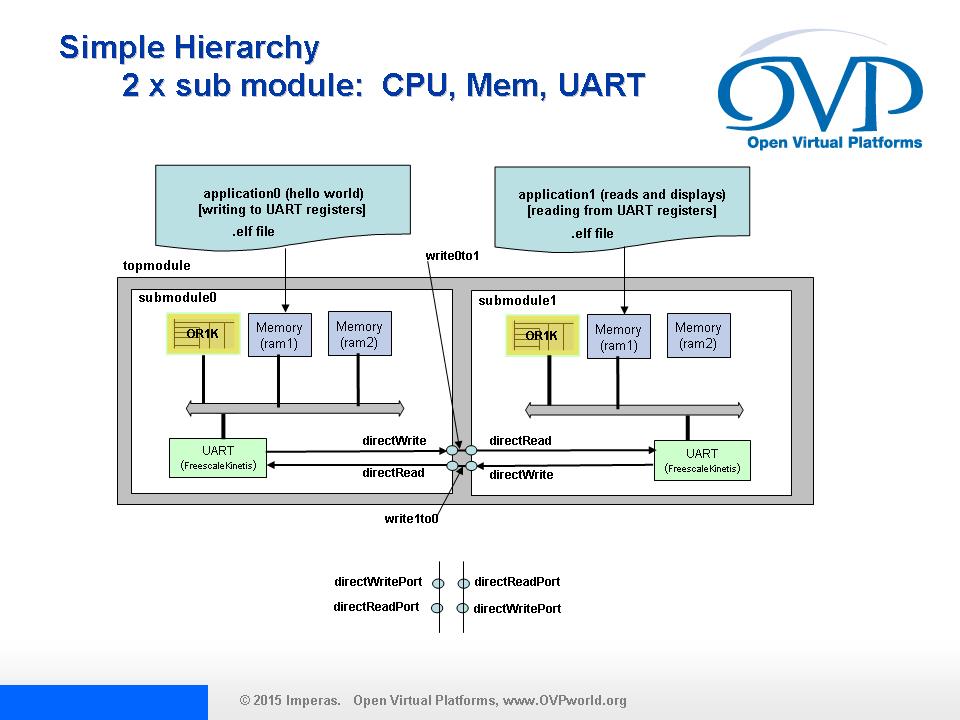 Simple Hierarchy
2 x sub module: CPU, Mem, UART
OVP
Open Virtual Platforms
application0 (hello world)
[writing to UART registers]
.elf file
application1 (reads and displays)
[reading from UART registers]
.elf file
write0to1
topmodule
submodule0
OR1K
Memory
(ram1)
Memory
(ram2)
UART
(FreescaleKinetis)
directWrite
directRead
submodule1
OR1K
Memory
(ram1)
Memory
(ram2)
directRead
directWrite
UART
(FreescaleKinetis)
write1to0
directWritePort
directReadPort
directReadPort
directWritePort
© 2015 Imperas. Open Virtual Platforms, www.OVPworld.org